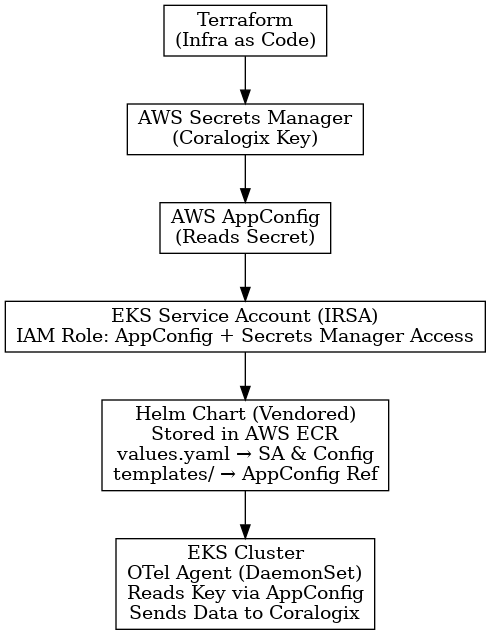 Terraform
(Infra as Code)
AWS Secrets Manager
(Coralogix Key)
AWS AppConfig
(Reads Secret)
EKS Service Account (IRSA)
IAM Role: AppConfig + Secrets Manager Access
Helm Chart (Vendored)
Stored in AWS ECR
values.yaml → SA & Config
templates/ → AppConfig Ref
EKS Cluster
OTel Agent (DaemonSet)
Reads Key via AppConfig
Sends Data to Coralogix